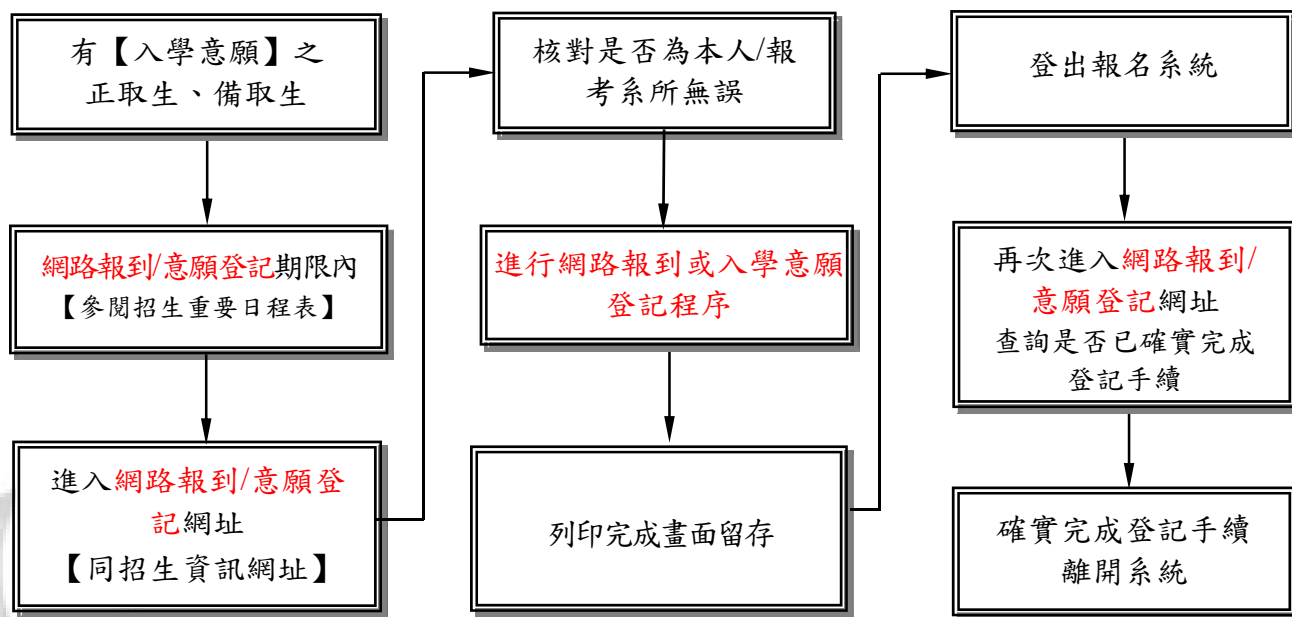 有【入學意願】之
正取生、備取生
網路報到/意願登記期限內
【參閱招生重要日程表】
進入網路報到/意願登
記網址
【同招生資訊網址】
核對是否為本人/報
考系所無誤
進行網路報到或入學意願
登記程序
列印完成畫面留存
登出報名系統
再次進入網路報到/
意願登記網址
查詢是否已確實完成
登記手續
確實完成登記手續
離開系統